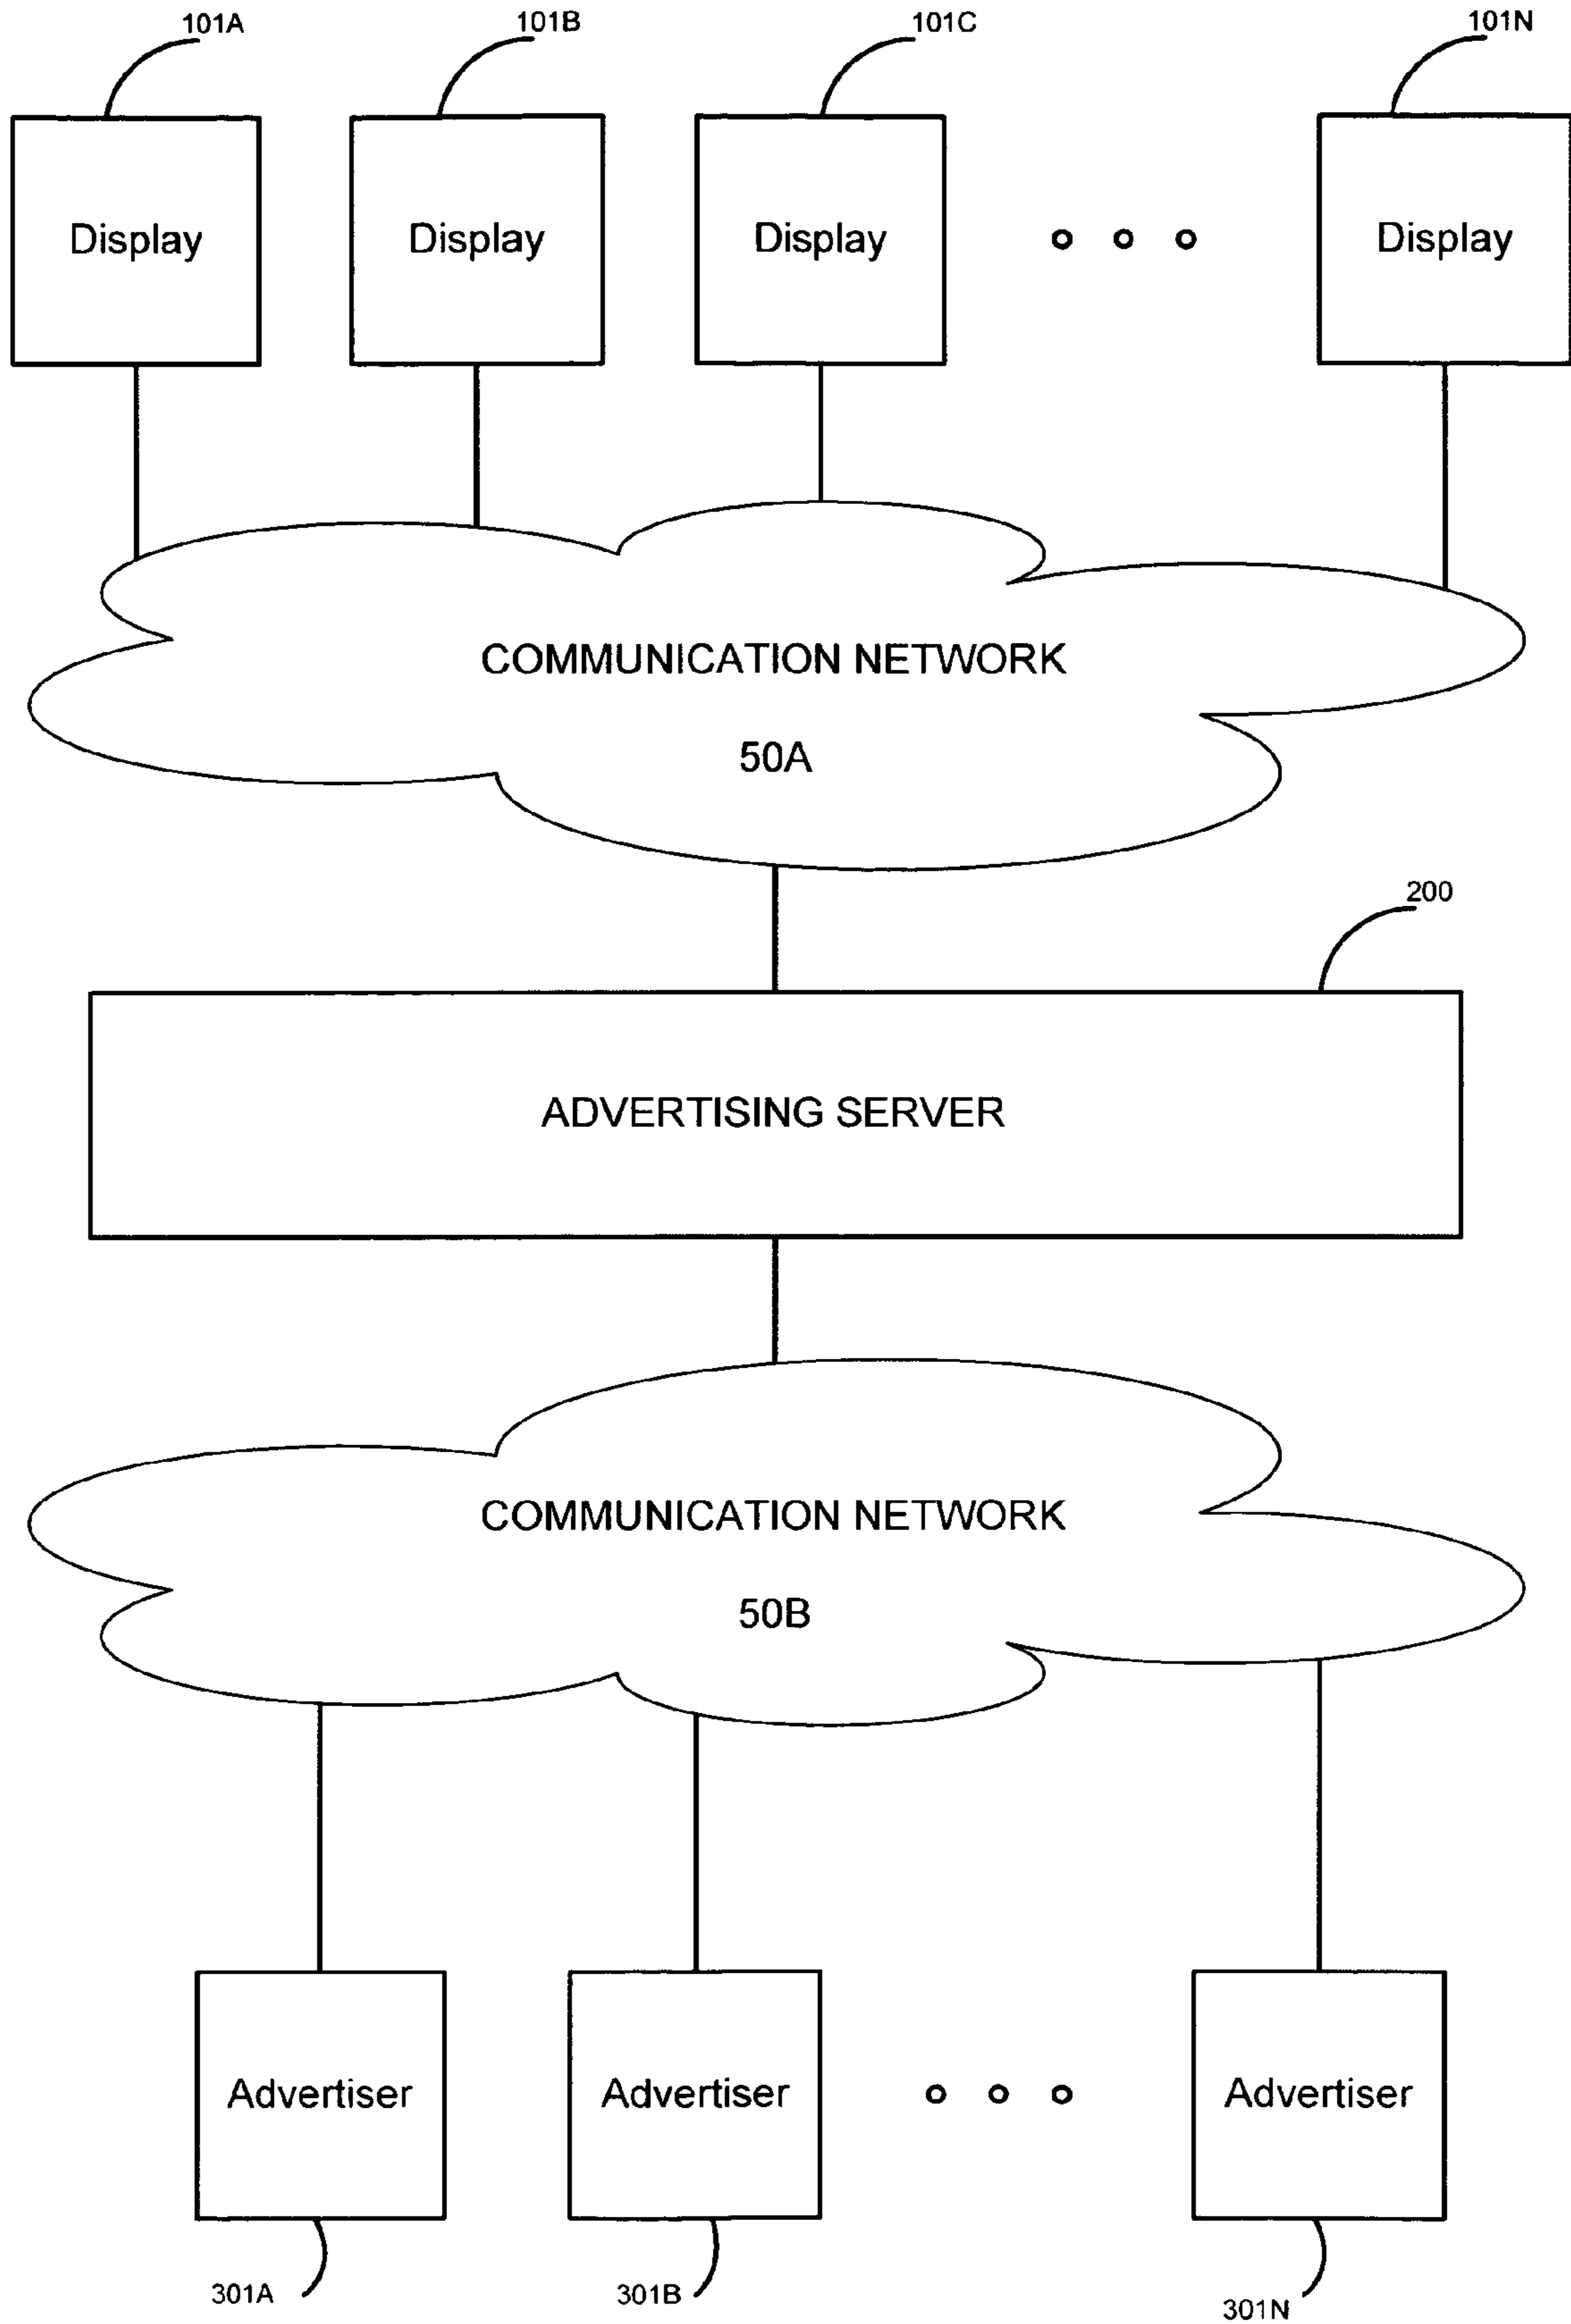 101A
101B
101C
101N
Display
Display
Display
Display
COMMUNICATION NETWORK
50A
200
ADVERTISING SERVER
COMMUNICATION NETWORK
50B
Advertiser
Advertiser
Advertiser
301A
301B
301N